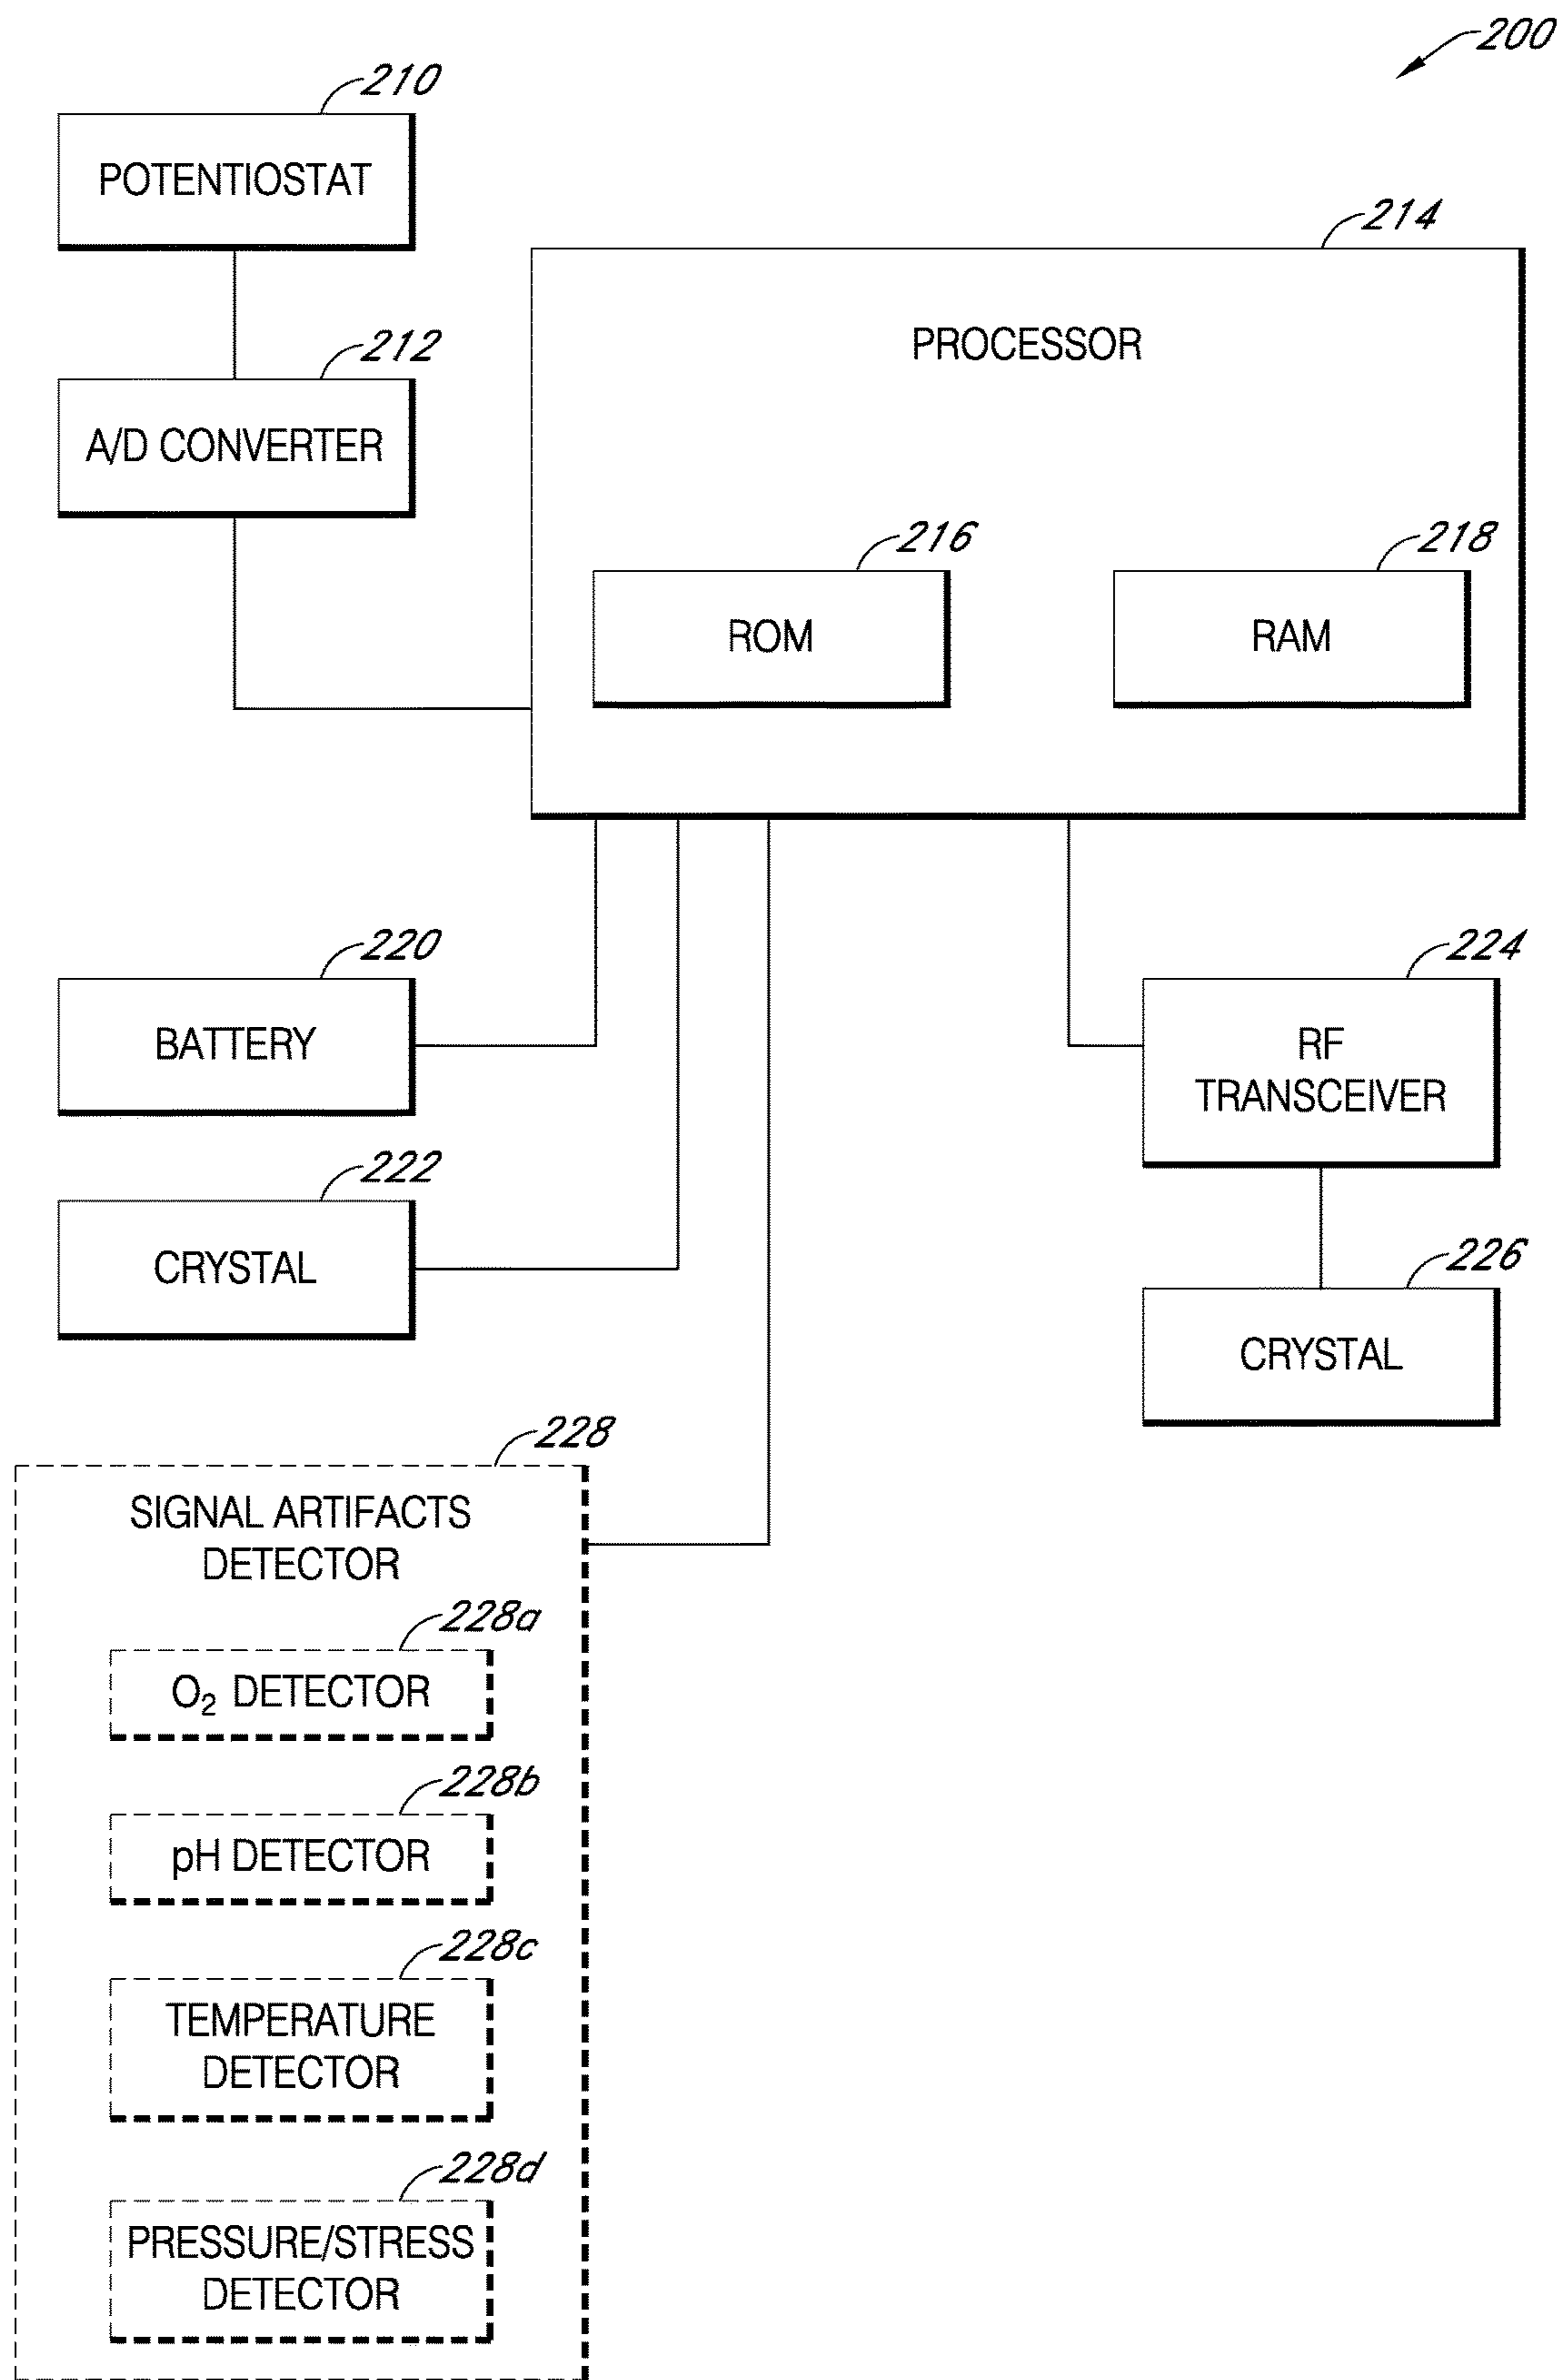 200
210
POTENTIOSTAT
214
PROCESSOR
212
A/D CONVERTER
216
ROM
218
RAM
220
BATTERY
224
RF
TRANSCEIVER
222
CRYSTAL
226
CRYSTAL
228
SIGNAL ARTIFACTS
DETECTOR
228a
O₂ DETECTOR
228b
pH DETECTOR
228c
TEMPERATURE
DETECTOR
228d
PRESSURE/STRESS
DETECTOR